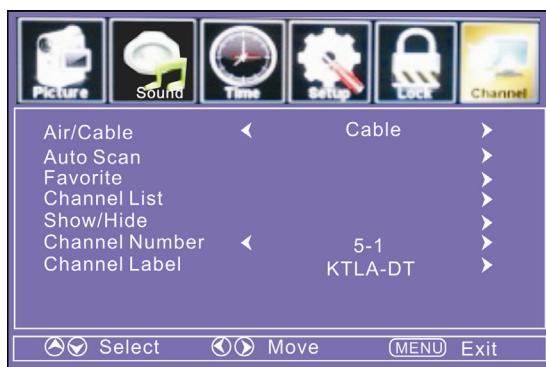 Picture Sound Time Setup Lock Channel
Air/Cable Cable
Auto Scan
Favorite
Channel List
Show/Hide
Channel Number 5-1
Channel Label KTLA-DT
Select Move MENU Exit